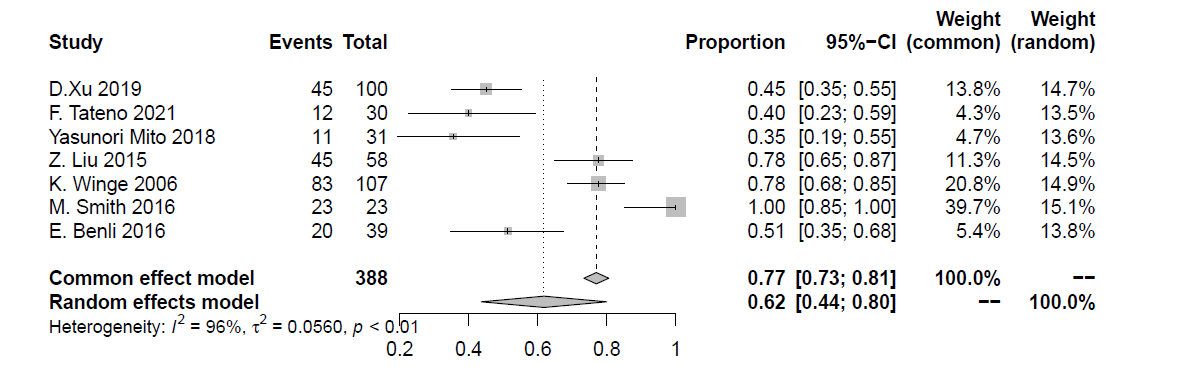 Weight Weight
Study Events Total Proportion 95%−CI (common) (random)
D.Xu 2019 45 100 0.45 [0.35; 0.55] 13.8% 14.7%
F. Tateno 2021 12 30 0.40 [0.23; 0.59] 4.3% 13.5%
Yasunori Mito 2018 11 31 0.35 [0.19; 0.55] 4.7% 13.6%
Z. Liu 2015 45 58 0.78 [0.65; 0.87] 11.3% 14.5%
K. Winge 2006 83 107 0.78 [0.68; 0.85] 20.8% 14.9%
M. Smith 2016 23 23 1.00 [0.85; 1.00] 39.7% 15.1%
E. Benli 2016 20 39 0.51 [0.35; 0.68] 5.4% 13.8%
Common effect model 388 0.77 [0.73; 0.81] 100.0% −−
Random effects model 0.62 [0.44; 0.80] −− 100.0%
Heterogeneity: I² = 96%, τ² = 0.0560, p < 0.01
0.2 0.4 0.6 0.8 1